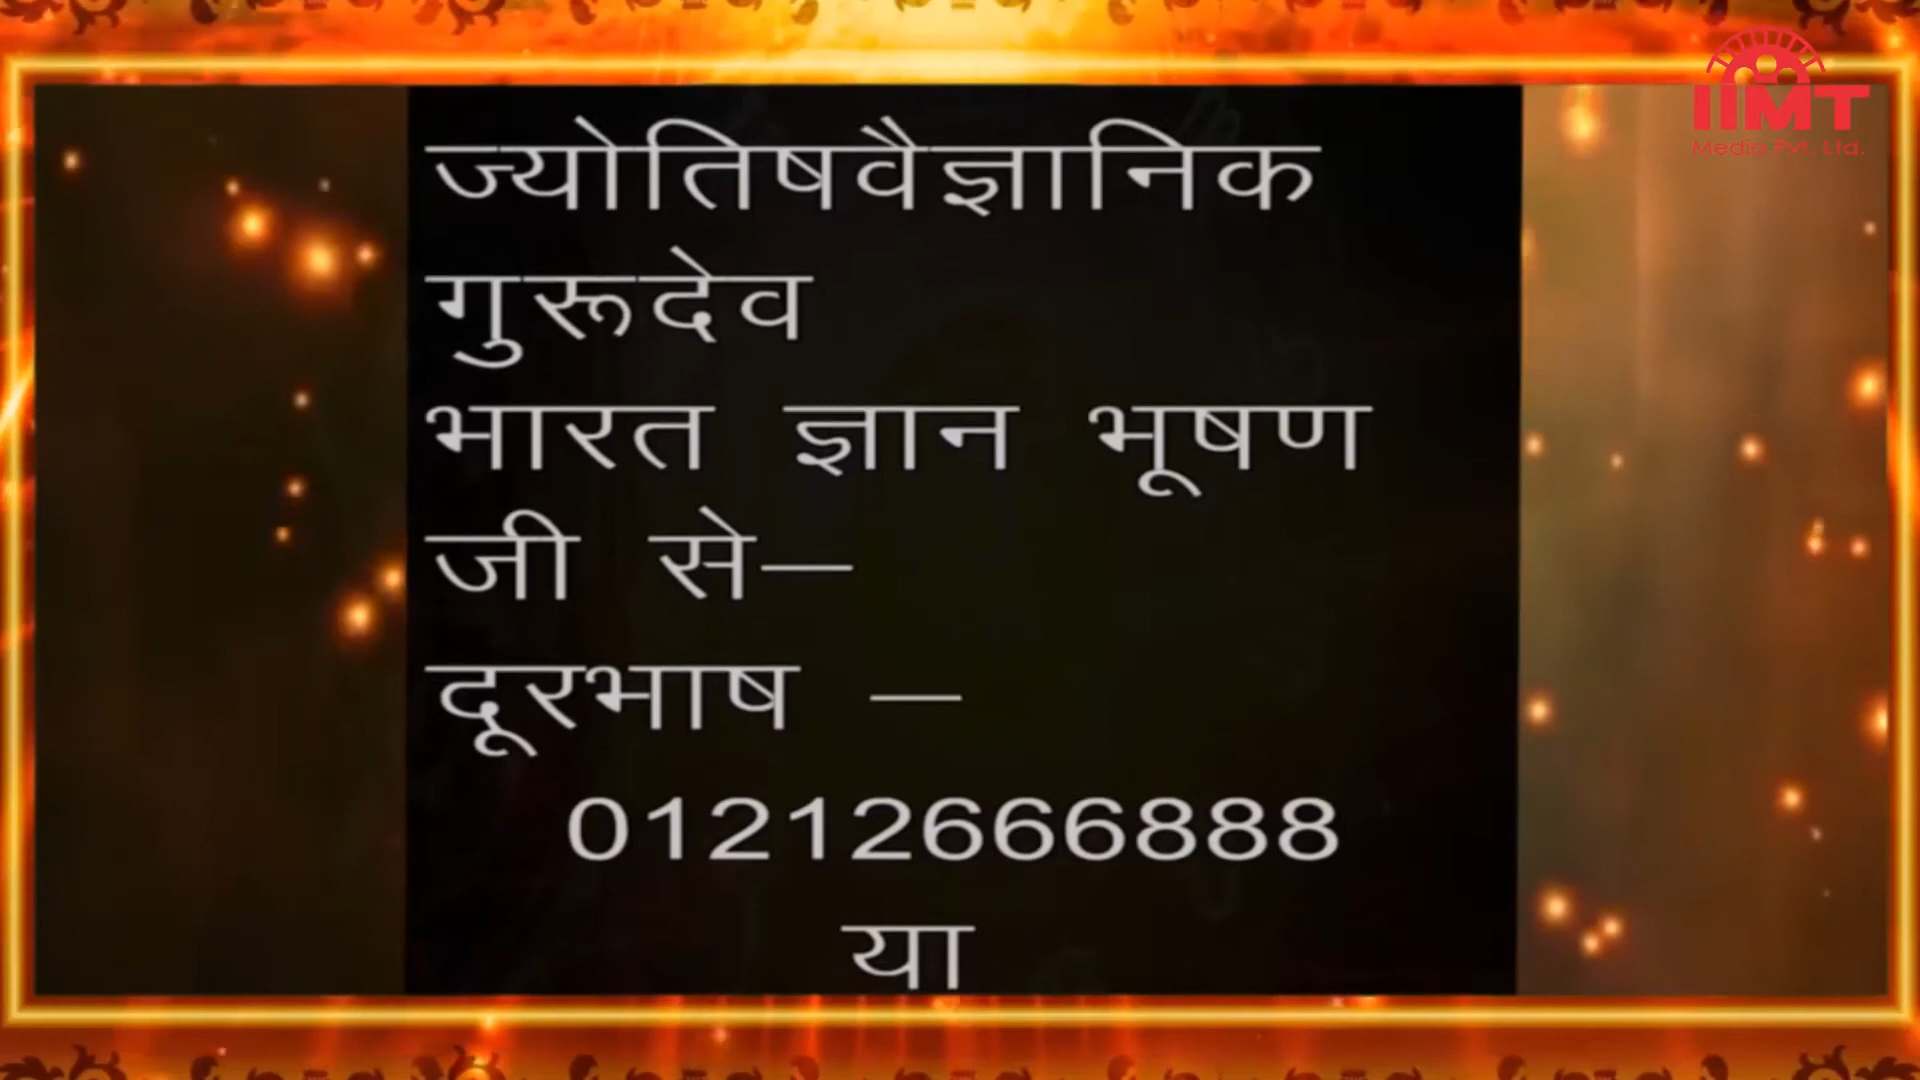 IIMT
Media Pvt. Ltd.
ज्योतिषवैज्ञानिक
गुरूदेव
भारत ज्ञान भूषण
जी से–
दूरभाष –
01212666888
या